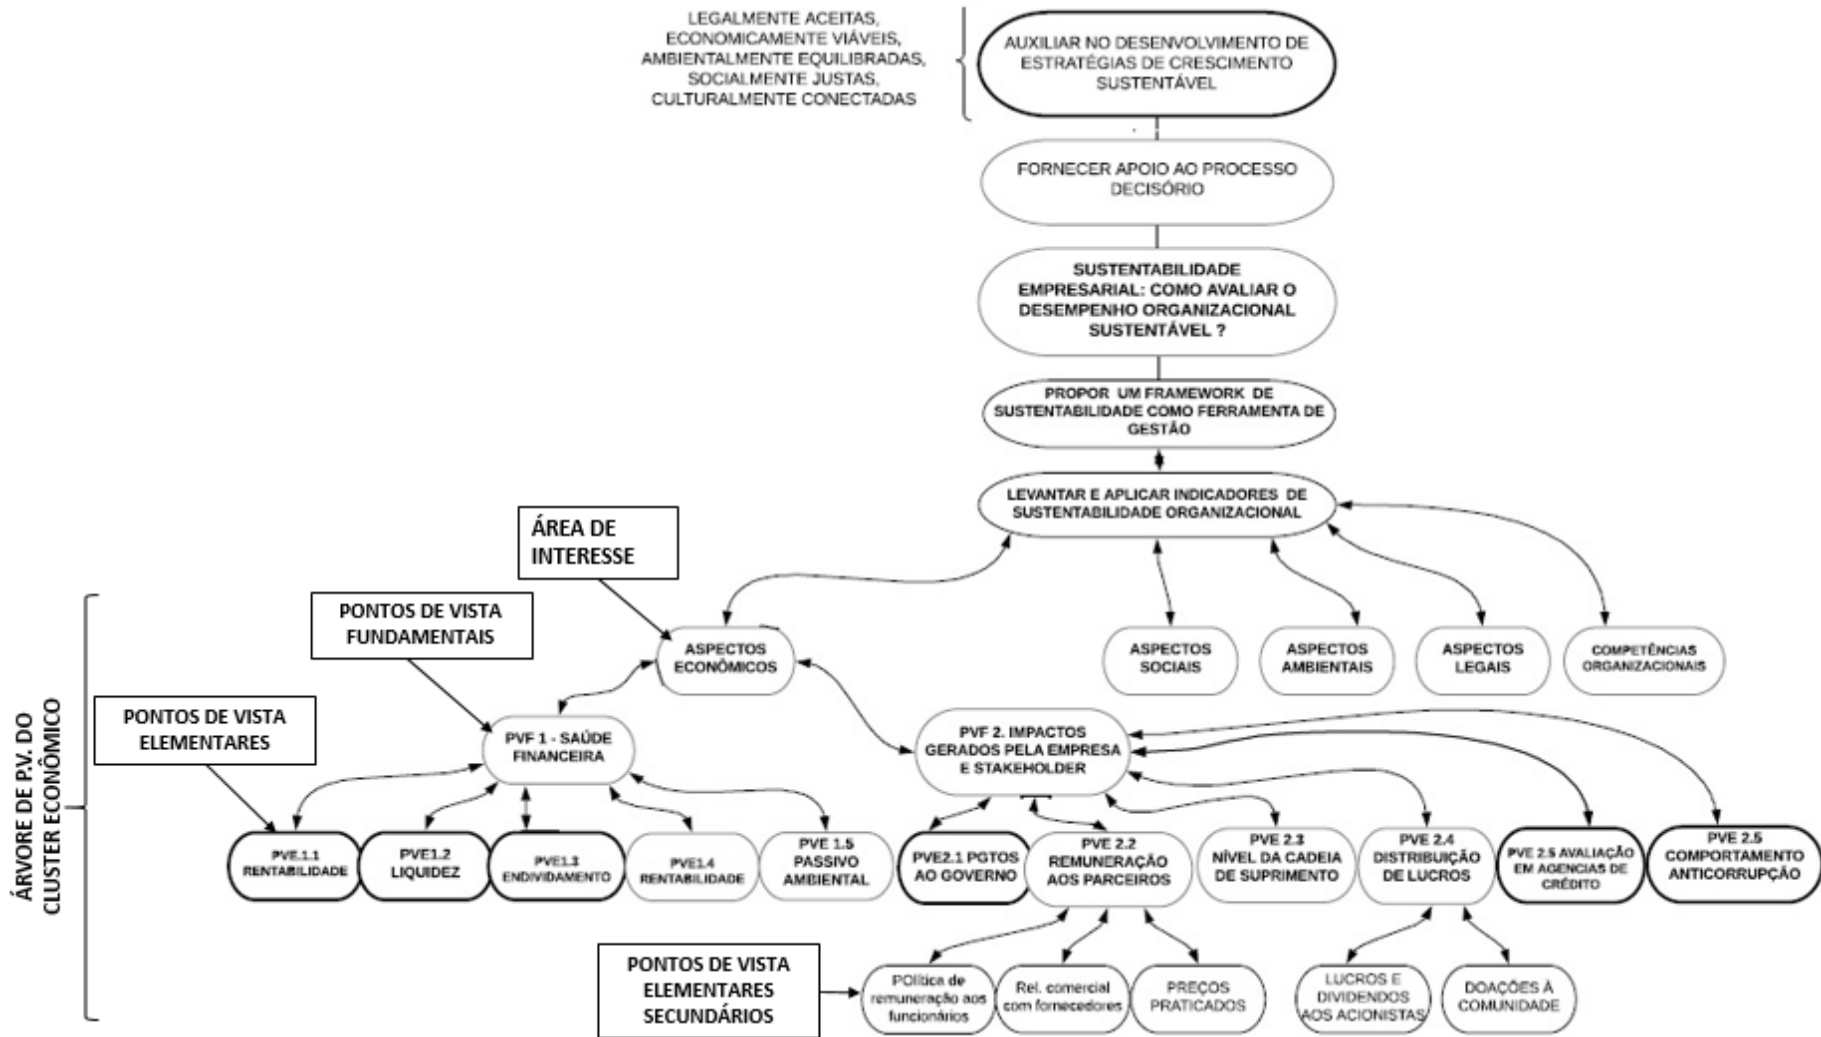 LEGALMENTE ACEITAS,
ECONOMICAMENTE VIÁVEIS,
AMBIENTALMENTE EQUILIBRADAS,
SOCIALMENTE JUSTAS,
CULTURALMENTE CONECTADAS
AUXILIAR NO DESENVOLVIMENTO DE
ESTRATÉGIAS DE CRESCIMENTO
SUSTENTÁVEL
FORNECER APOIO AO PROCESSO
DECISÓRIO
SUSTENTABILIDADE
EMPRESARIAL: COMO AVALIAR O
DESEMPENHO ORGANIZACIONAL
SUSTENTÁVEL ?
PROPOR UM FRAMEWORK DE
SUSTENTABILIDADE COMO FERRAMENTA DE
GESTÃO
LEVANTAR E APLICAR INDICADORES DE
SUSTENTABILIDADE ORGANIZACIONAL
ÁREA DE
INTERESSE
PONTOS DE VISTA
FUNDAMENTAIS
PONTOS DE VISTA
ELEMENTARES
ASPECTOS
ECONÔMICOS
ASPECTOS
SOCIAIS
ASPECTOS
AMBIENTAIS
ASPECTOS
LEGAIS
COMPETÊNCIAS
ORGANIZACIONAIS
ÁRVORE DE P.V. DO
CLUSTER ECONÔMICO
PVF 1 - SAÚDE
FINANCEIRA
PVF 2. IMPACTOS
GERADOS PELA EMPRESA
E STAKEHOLDER
PVE.1.1
RENTABILIDADE
PVE1.2
LIQUIDEZ
PVE1.3
ENDIVIDAMENTO
PVE1.4
RENTABILIDADE
PVE 1.5
PASSIVO
AMBIENTAL
PVE2.1 PGTOS
AO GOVERNO
PVE 2.2
REMUNERAÇÃO
AOS PARCEIROS
PVE 2.3
NÍVEL DA CADEIA
DE SUPRIMENTO
PVE 2.4
DISTRIBUIÇÃO
DE LUCROS
PVE 2.5 AVALIAÇÃO
EM AGENCIAS DE
CRÉDITO
PVE 2.5
COMPORTAMENTO
ANTICORRUPÇÃO
PONTOS DE VISTA
ELEMENTARES
SECUNDÁRIOS
POlítica de
remuneração aos
funcionários
Rel. comercial
com fornecedores
PREÇOS
PRATICADOS
LUCROS E
DIVIDENDOS
AOS ACIONISTAS
DOAÇÕES À
COMUNIDADE